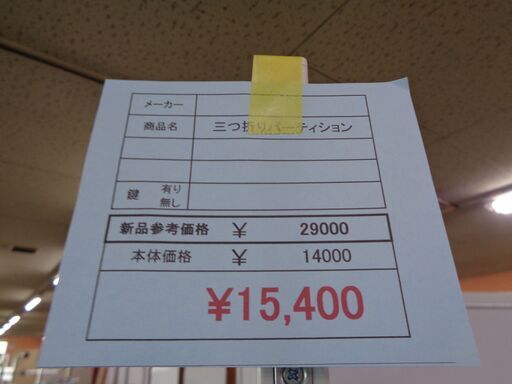 メーカー
商品名 三つ折りパーティション
鍵 有り 無し
新品参考価格 ¥ 29000
本体価格 ¥ 14000
¥15,400